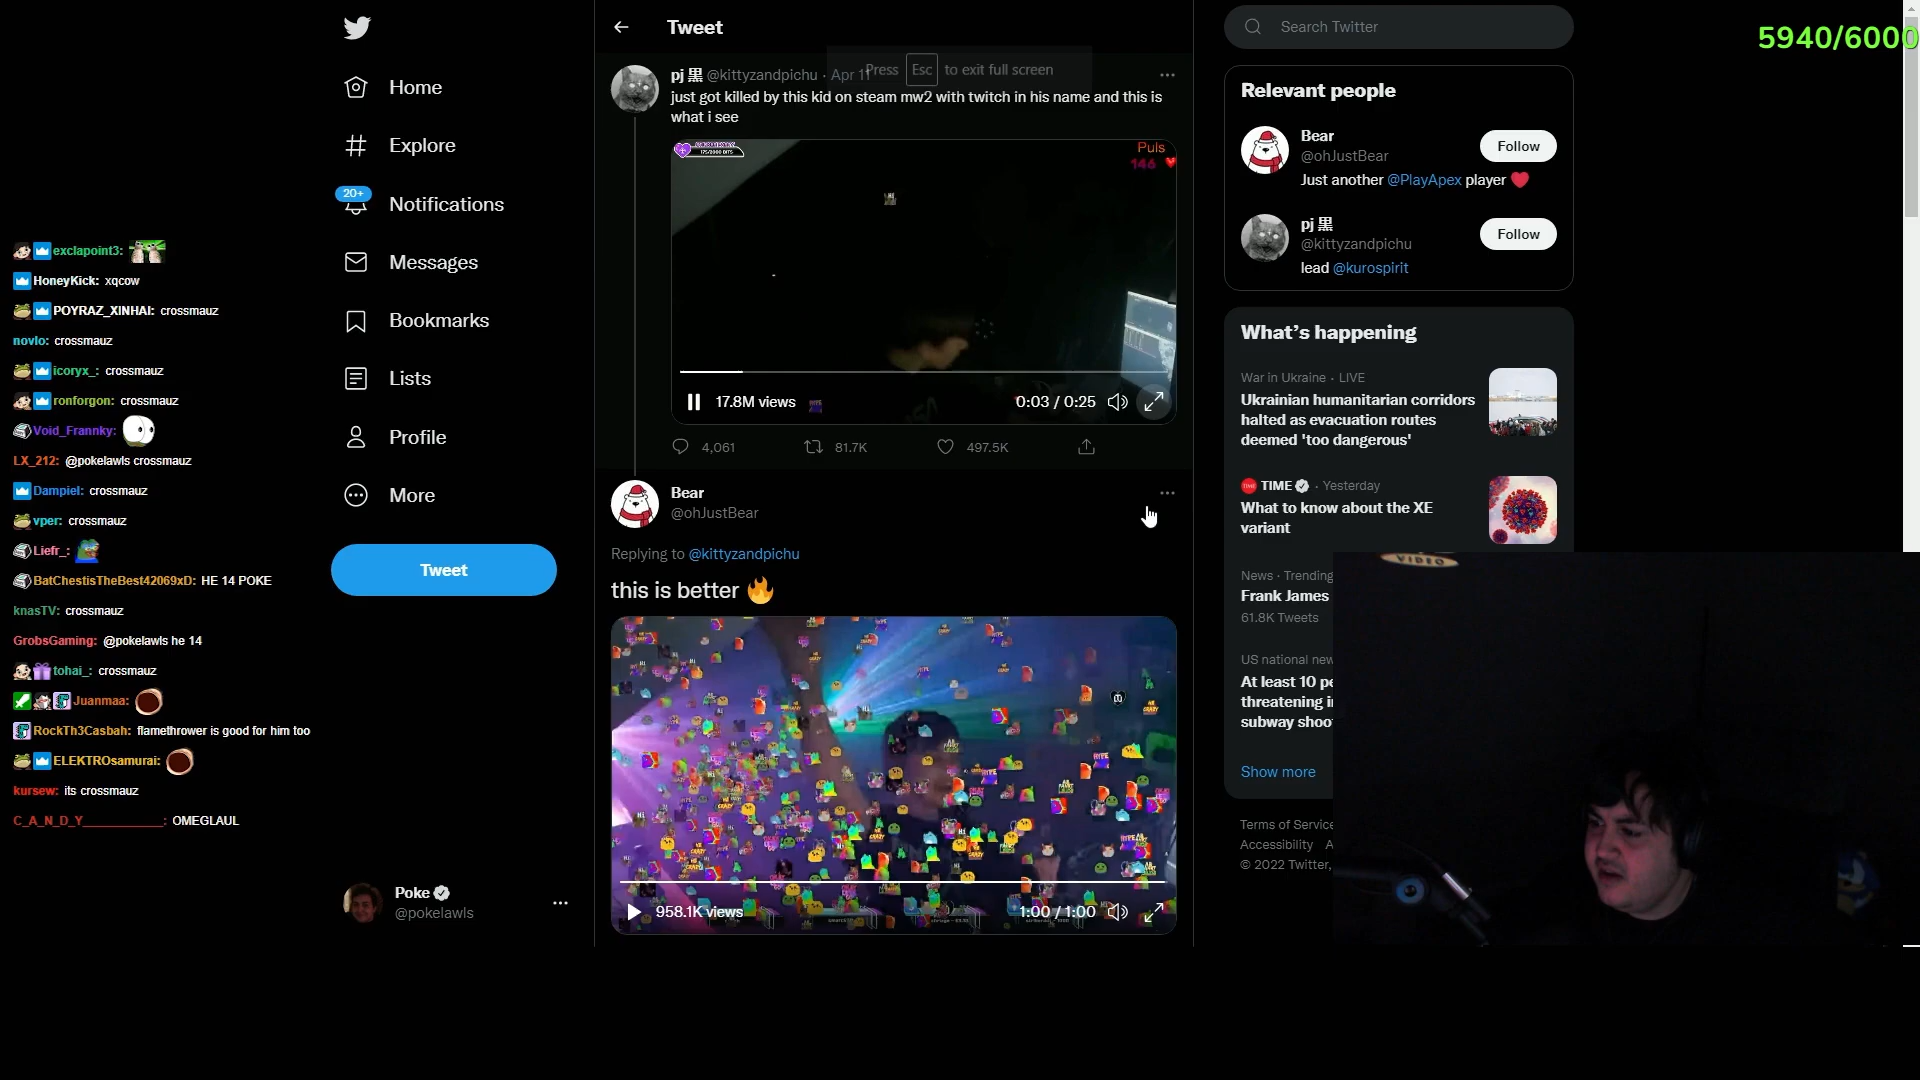 exclapoint3:
HoneyKick: xqcow
POYRAZ_XINHAI: crossmauz
novlo: crossmauz
icoryx_: crossmauz
ronforgon: crossmauz
Void_Frannky:
LX_212: @pokelawls crossmauz
Dampiel: crossmauz
vper: crossmauz
Liefr_:
BatChestisTheBest42069xD: HE 14 POKE
knasTV: crossmauz
GrobsGaming: @pokelawls he 14
tohai_: crossmauz
Juanmaa:
RockTh3Casbah: flamethrower is good for him too
ELEKTROsamurai:
kursew: its crossmauz
OMEGLAUL
Home
Explore
20+
Notifications
Messages
Bookmarks
Lists
Profile
More
Tweet
Poke
@pokelawls
Tweet
Press Esc to exit full screen
pj 黒 @kittyzandpichu · Apr 11
just got killed by this kid on steam mw2 with twitch in his name and this is
what i see
Puls
146
17.8M views
0:03 / 0:25
4,061
81.7K
497.5K
Bear
@ohJustBear
Replying to @kittyzandpichu
this is better
958.1K views
1:00 / 1:00
Search Twitter
5940/6000
Relevant people
Bear
@ohJustBear
Follow
Just another @PlayApex player
pj 黒
@kittyzandpichu
Follow
lead @kurospirit
What's happening
War in Ukraine · LIVE
Ukrainian humanitarian corridors
halted as evacuation routes
deemed 'too dangerous'
TIME · Yesterday
What to know about the XE
variant
News · Trending
Frank James
61.8K Tweets
US national new
At least 10 pe
threatening i
subway shoo
Show more
Terms of Service
Accessibility A
© 2022 Twitter,
VIDEO